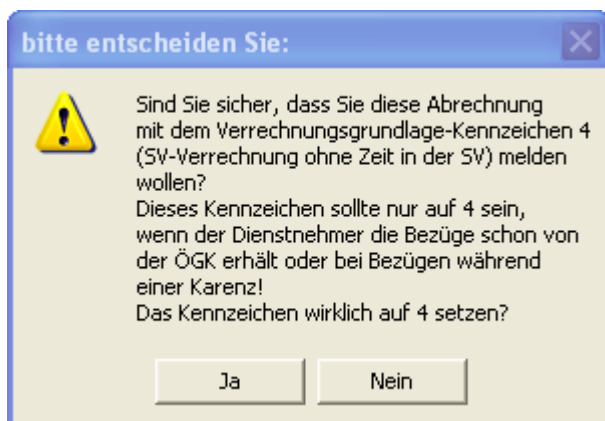 bitte entscheiden Sie:
Sind Sie sicher, dass Sie diese Abrechnung
mit dem Verrechnungsgrundlage-Kennzeichen 4
(SV-Verrechnung ohne Zeit in der SV) melden
wollen?
Dieses Kennzeichen sollte nur auf 4 sein,
wenn der Dienstnehmer die Bezüge schon von
der ÖGK erhält oder bei Bezügen während
einer Karenz!
Das Kennzeichen wirklich auf 4 setzen?
Ja
Nein